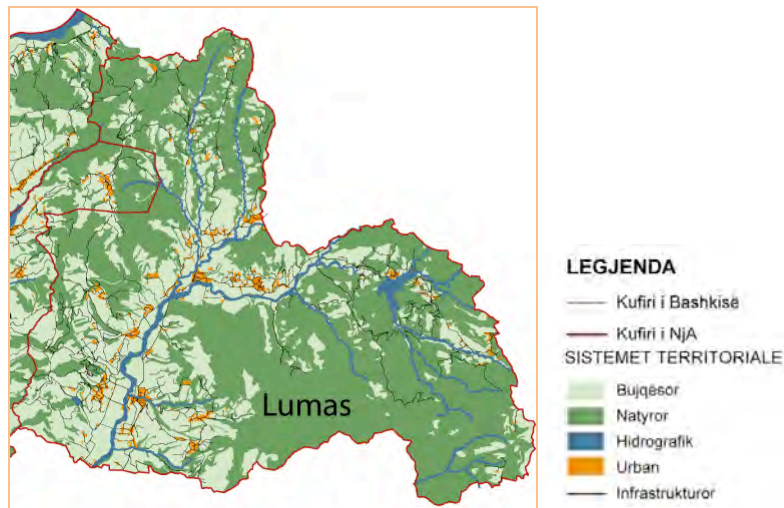 Lumas
LEGJENDA
Kufiri i Bashkisë
Kufiri i NjA
SISTEMET TERRITORIALE
Bujqësor
Natyror
Hidrografik
Urban
Infrastrukturor